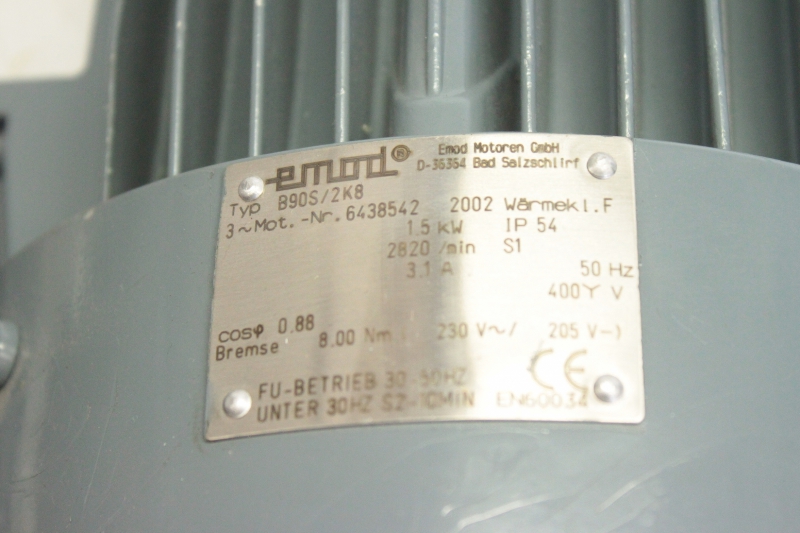 emod® Emod Motoren GmbH
D-36364 Bad Salzschlirf
Typ B90S/2K8
3~Mot.-Nr. 6438542 2002 Wärmekl. F
1.5 kW IP 54
2820 /min S1
3.1 A 50 Hz
400Y V
cosφ 0.88
Bremse 8.00 Nm 230 V~/ 205 V-)
FU-BETRIEB 30-50HZ
UNTER 30HZ S2-10MIN EN60034
CE